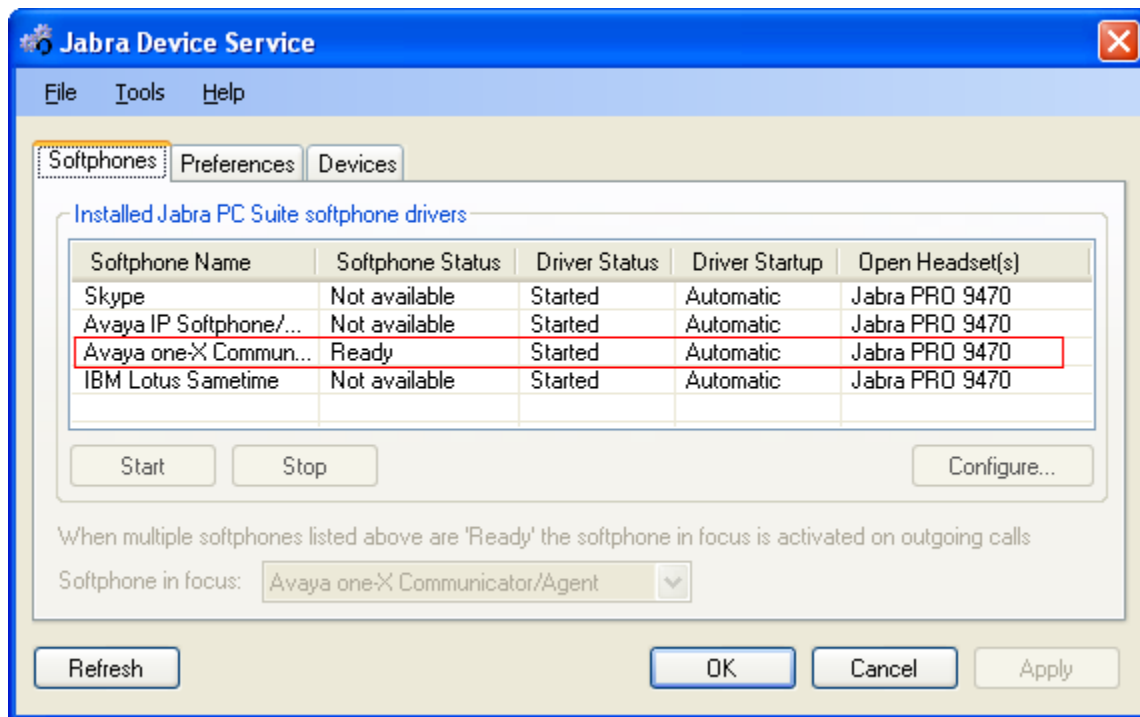 Jabra Device Service
File Tools Help
Softphones Preferences Devices
Installed Jabra PC Suite softphone drivers
Softphone Name Softphone Status Driver Status Driver Startup Open Headset(s)
Skype Not available Started Automatic Jabra PRO 9470
Avaya IP Softphone/... Not available Started Automatic Jabra PRO 9470
Avaya one-X Commun... Ready Started Automatic Jabra PRO 9470
IBM Lotus Sametime Not available Started Automatic Jabra PRO 9470
Start Stop Configure...
When multiple softphones listed above are 'Ready' the softphone in focus is activated on outgoing calls
Softphone in focus: Avaya one-X Communicator/Agent
Refresh OK Cancel Apply